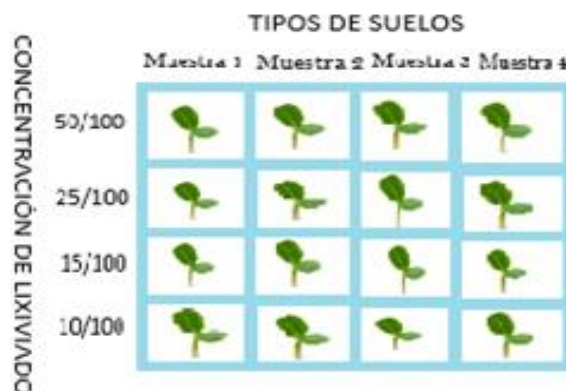 TIPOS DE SUELOS
Muestra 1 Muestra 2 Muestra 3 Muestra 4
CONCENTRACIÓN DE LIXIVIADO
50/100
25/100
15/100
10/100